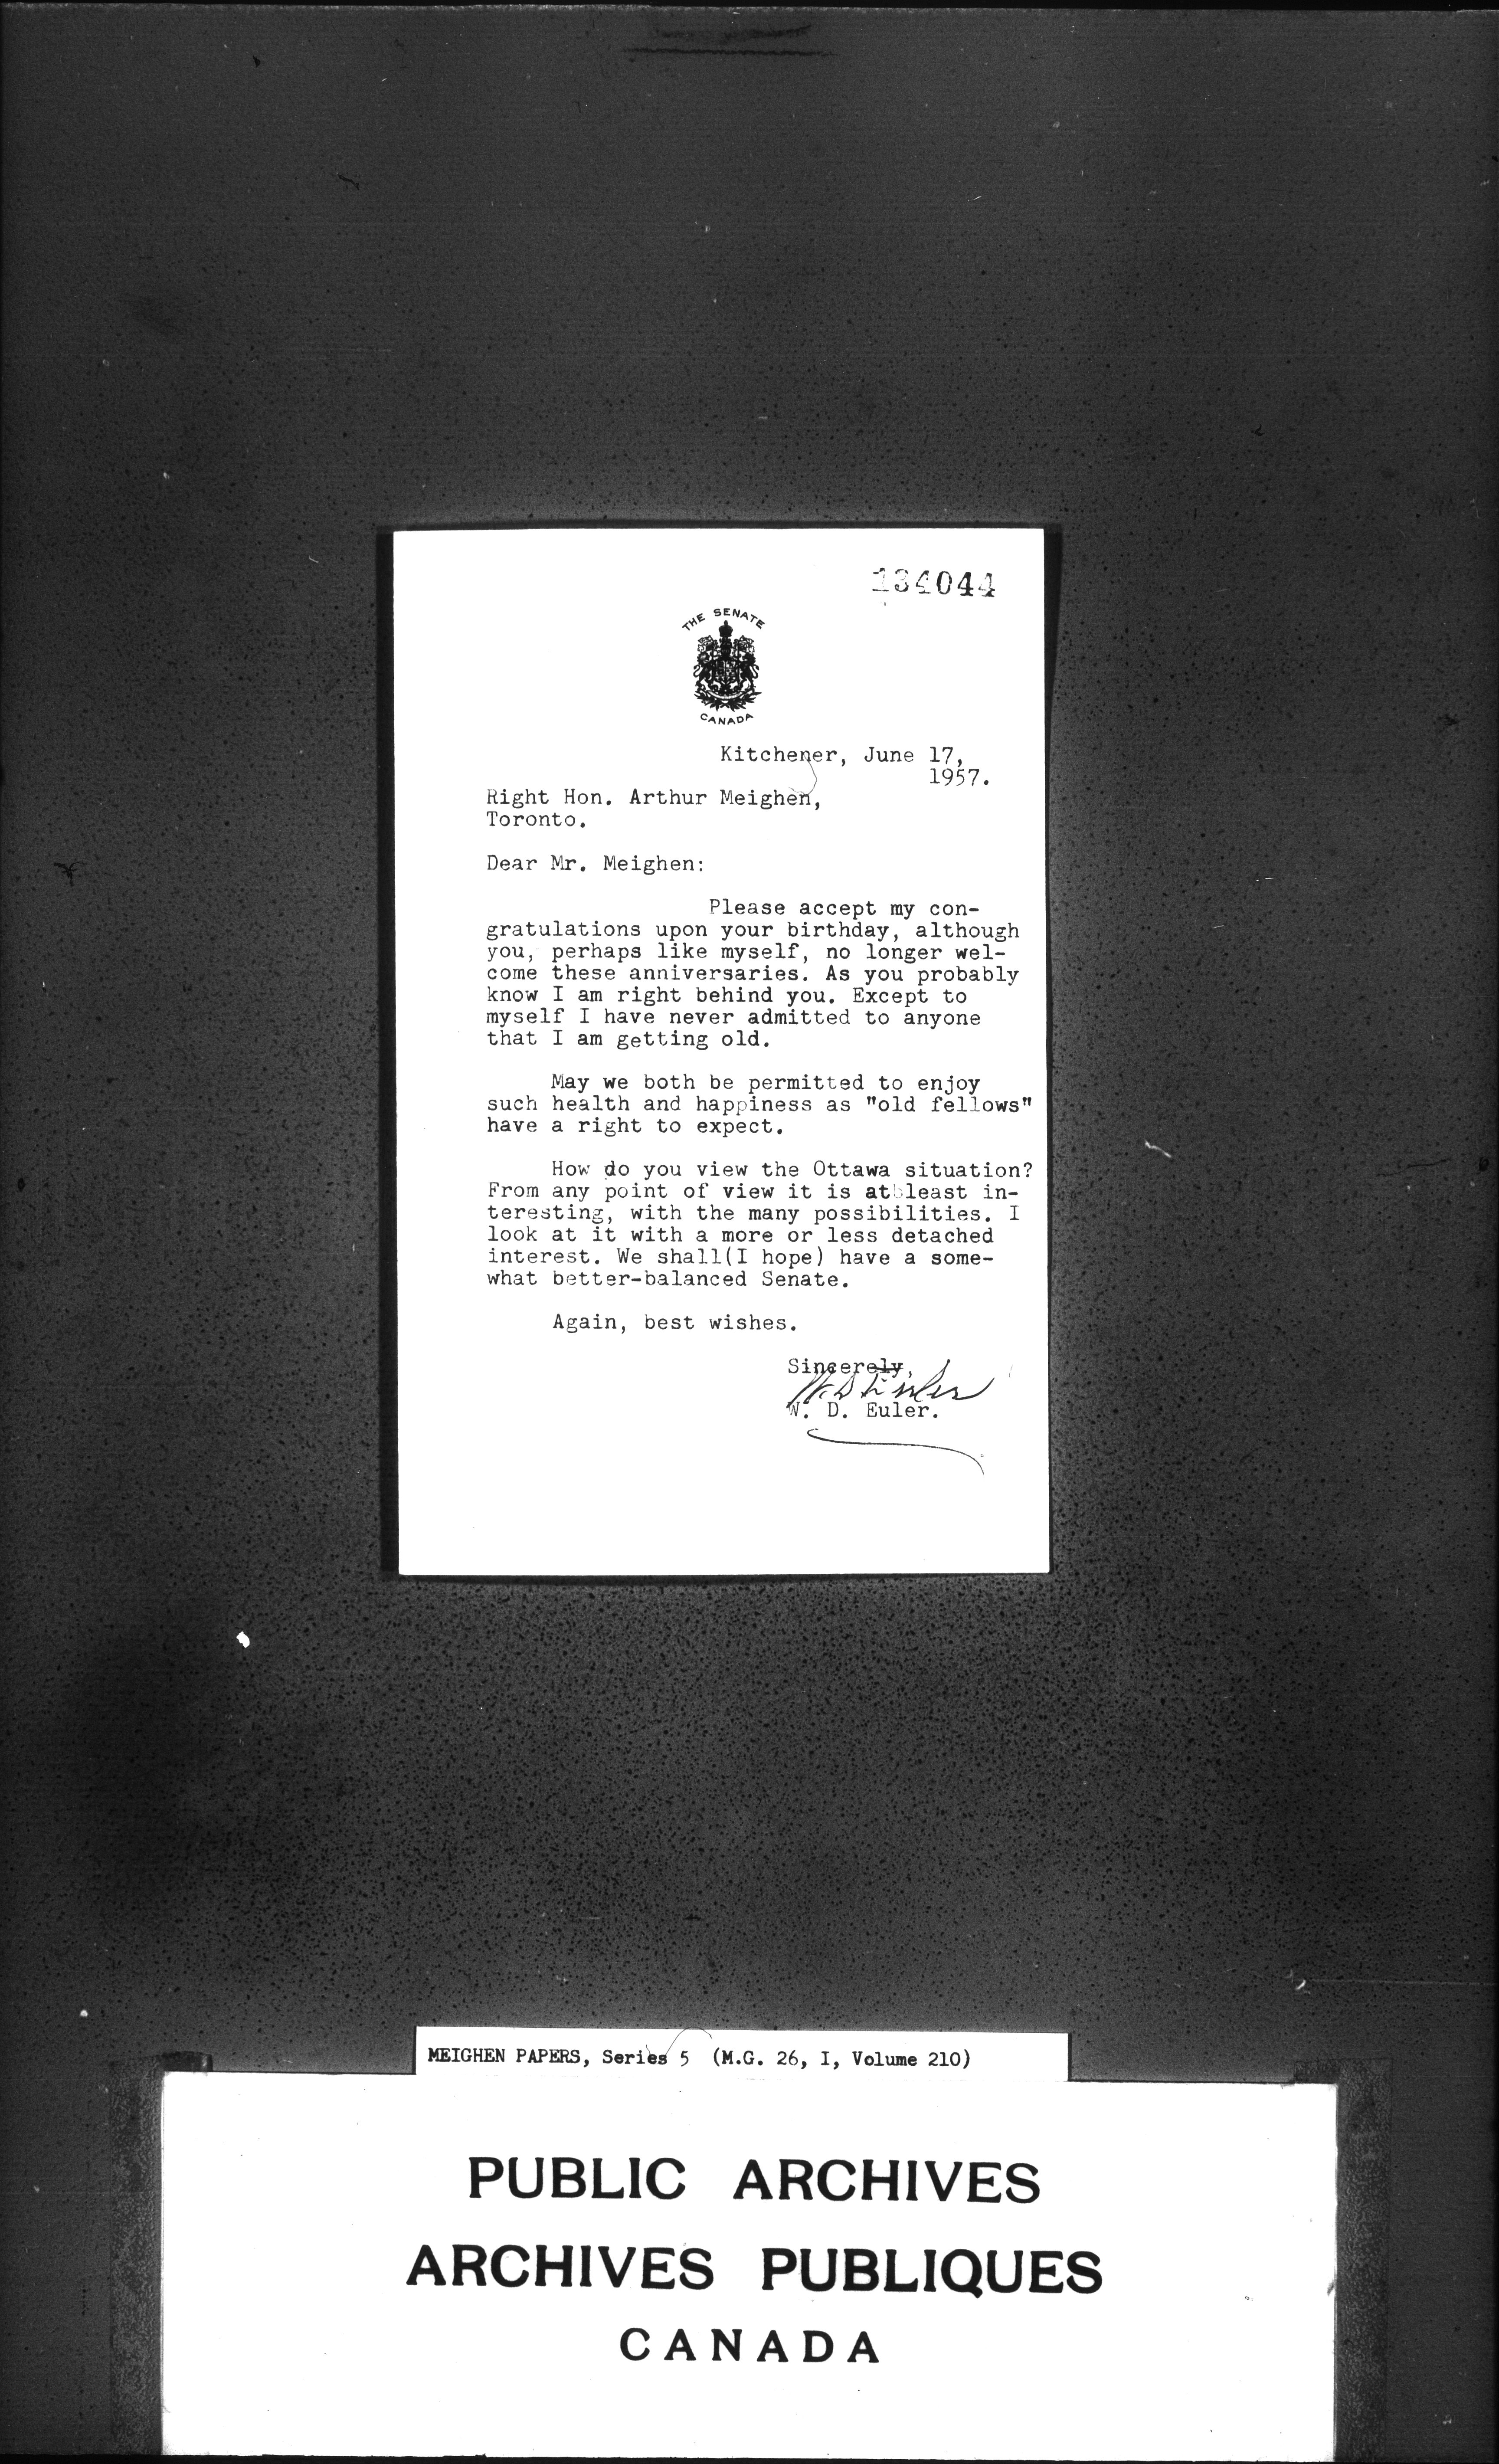 134044
THE SENATE
CANADA
Kitchener, June 17,
1957.
Right Hon. Arthur Meighen,
Toronto.
Dear Mr. Meighen:
Please accept my con-
gratulations upon your birthday, although
you, perhaps like myself, no longer wel-
come these anniversaries. As you probably
know I am right behind you. Except to
myself I have never admitted to anyone
that I am getting old.
May we both be permitted to enjoy
such health and happiness as "old fellows"
have a right to expect.
How do you view the Ottawa situation?
From any point of view it is at least in-
teresting, with the many possibilities. I
look at it with a more or less detached
interest. We shall(I hope) have a some-
what better-balanced Senate.
Again, best wishes.
Sincerely,
W D Euler
W. D. Euler.
MEIGHEN PAPERS, Series 5 (M.G. 26, I, Volume 210)
PUBLIC ARCHIVES
ARCHIVES PUBLIQUES
CANADA